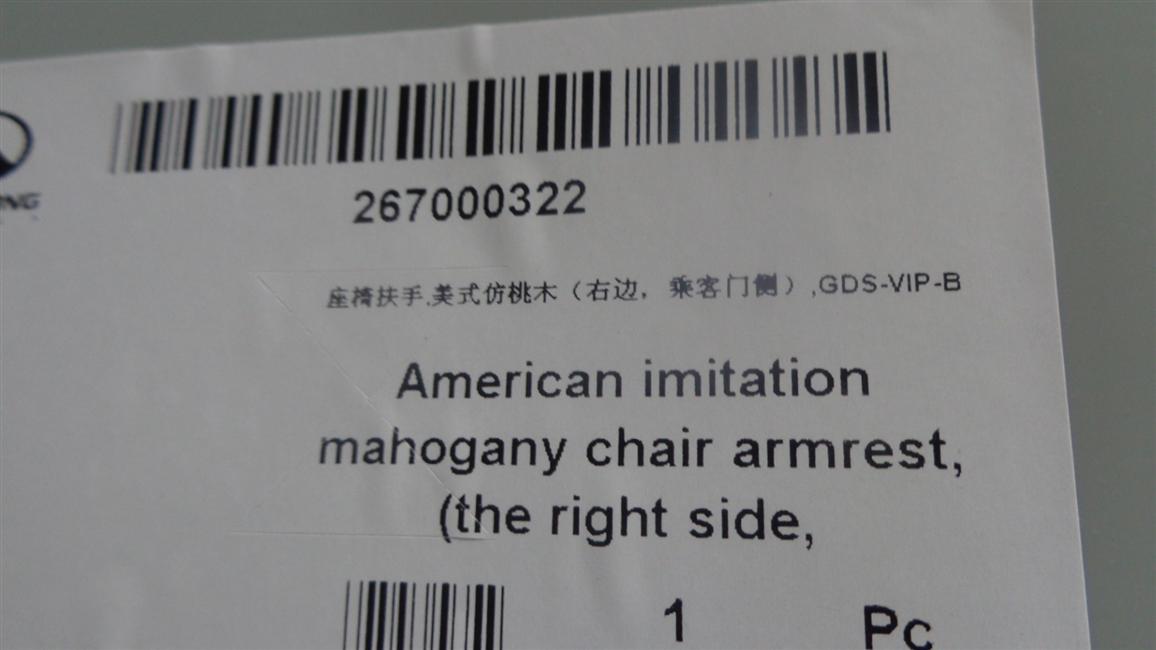 267000322
座椅扶手,美式仿桃木（右边，乘客门侧）,GDS-VIP-B
American imitation
mahogany chair armrest,
(the right side,
1 Pc